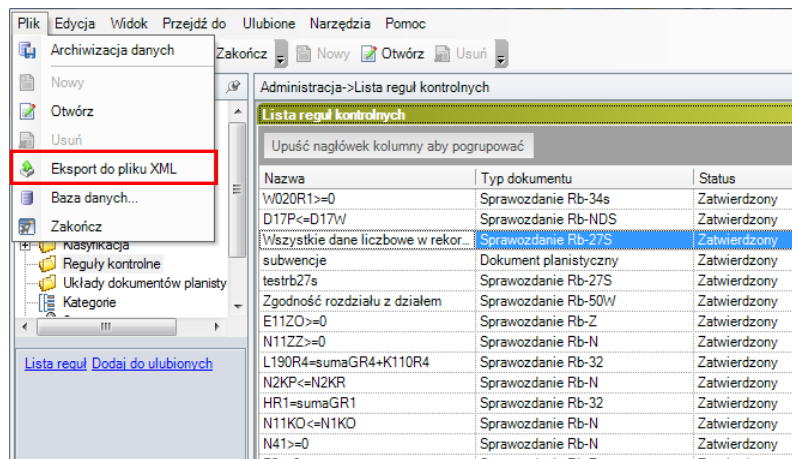 Plik Edycja Widok Przejdź do Ulubione Narzędzia Pomoc
Archiwizacja danych
Zakończ Nowy Otwórz Usuń
Nowy
Otwórz
Usuń
Eksport do pliku XML
Baza danych...
Zakończ
Klasyfikacja
Reguły kontrolne
Układy dokumentów planisty
Kategorie
Lista reguł Dodaj do ulubionych
Administracja->Lista reguł kontrolnych
Lista reguł kontrolnych
Upuść nagłówek kolumny aby pogrupować
Nazwa Typ dokumentu Status
W020R1>=0 Sprawozdanie Rb-34s Zatwierdzony
D17P<=D17W Sprawozdanie Rb-NDS Zatwierdzony
Wszystkie dane liczbowe w rekor... Sprawozdanie Rb-27S Zatwierdzony
subwencje Dokument planistyczny Zatwierdzony
testrb27s Sprawozdanie Rb-27S Zatwierdzony
Zgodność rozdziału z działem Sprawozdanie Rb-50W Zatwierdzony
E11ZO>=0 Sprawozdanie Rb-Z Zatwierdzony
N11ZZ>=0 Sprawozdanie Rb-N Zatwierdzony
L190R4=sumaGR4+K110R4 Sprawozdanie Rb-32 Zatwierdzony
N2KP<=N2KR Sprawozdanie Rb-N Zatwierdzony
HR1=sumaGR1 Sprawozdanie Rb-32 Zatwierdzony
N11KO<=N1KO Sprawozdanie Rb-N Zatwierdzony
N41>=0 Sprawozdanie Rb-N Zatwierdzony